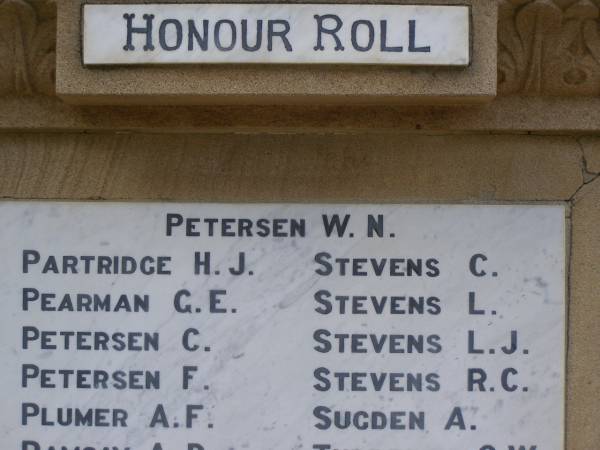 HONOUR ROLL
PETERSEN W. N.
PARTRIDGE H. J. STEVENS C.
PEARMAN G. E. STEVENS L.
PETERSEN C. STEVENS L. J.
PETERSEN F. STEVENS R. C.
PLUMER A. F. SUGDEN A.